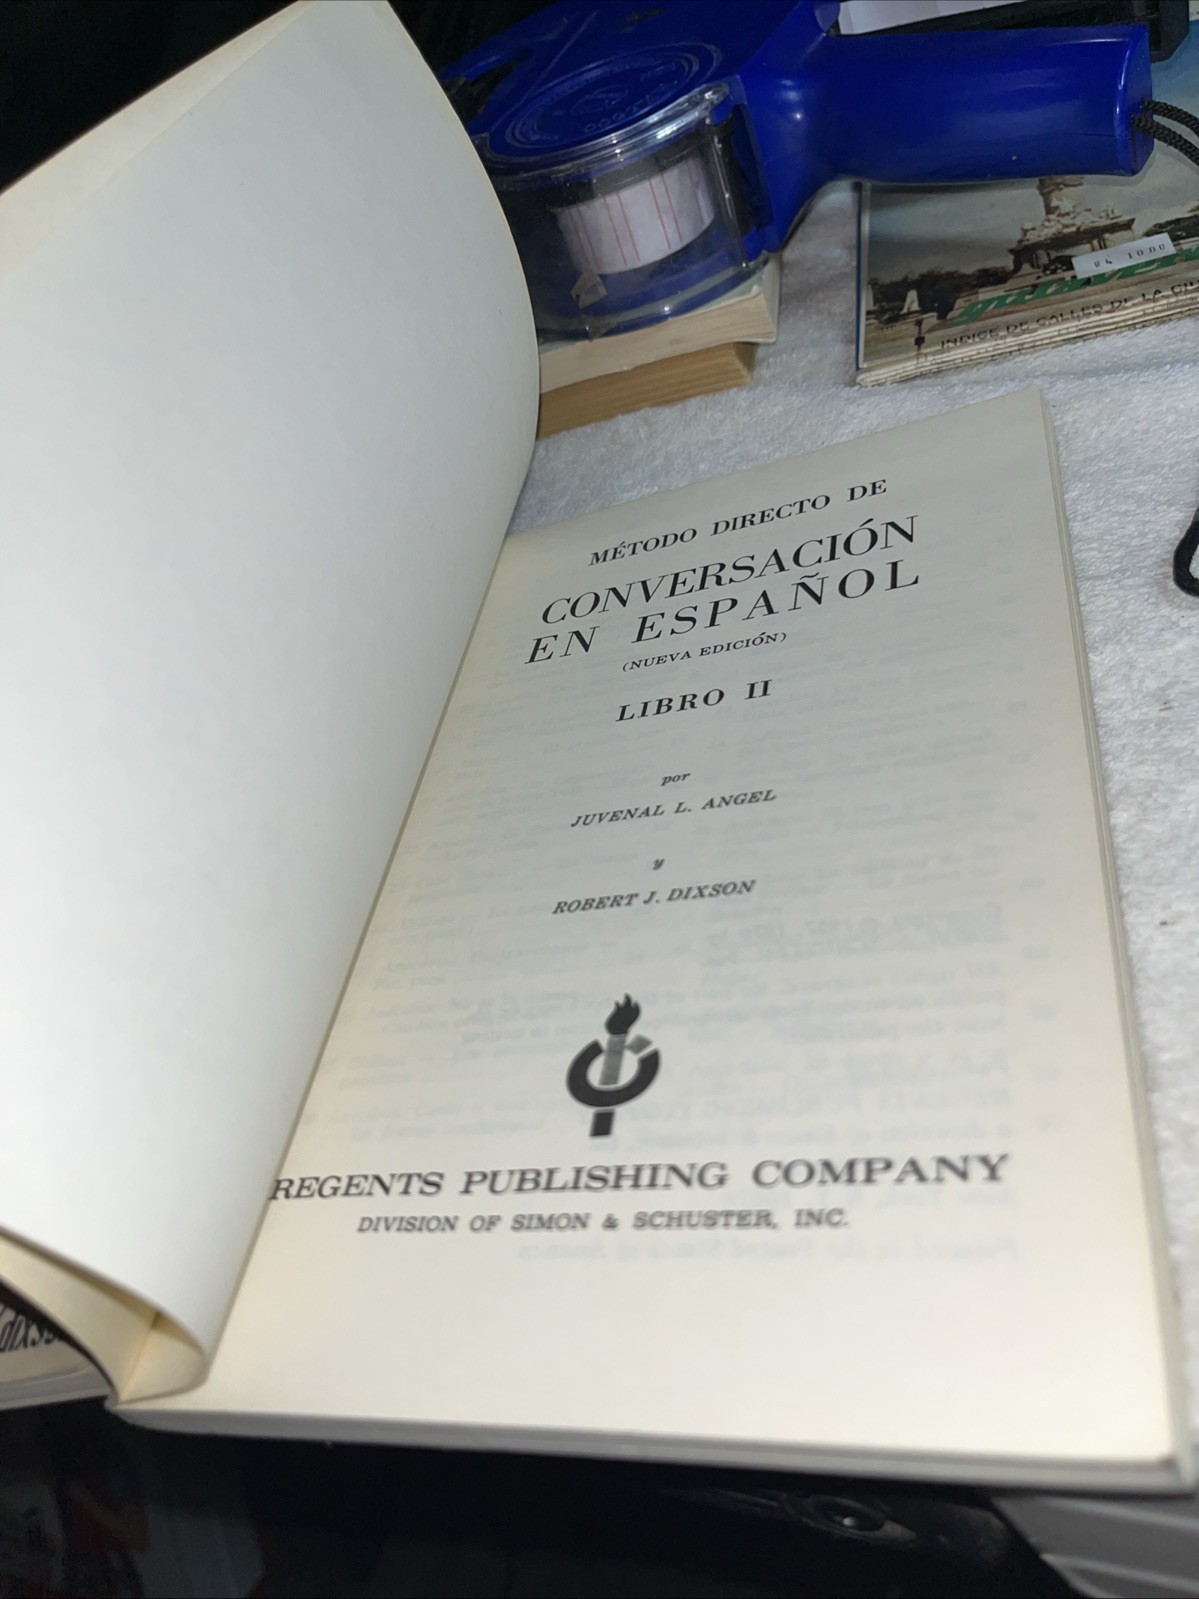 MÉTODO DIRECTO DE
CONVERSACIÓN
EN ESPAÑOL
(NUEVA EDICIÓN)
LIBRO II
por
JUVENAL L. ANGEL
y
ROBERT J. DIXSON
REGENTS PUBLISHING COMPANY
DIVISION OF SIMON & SCHUSTER, INC.
INDICE DE CALLES DE LA